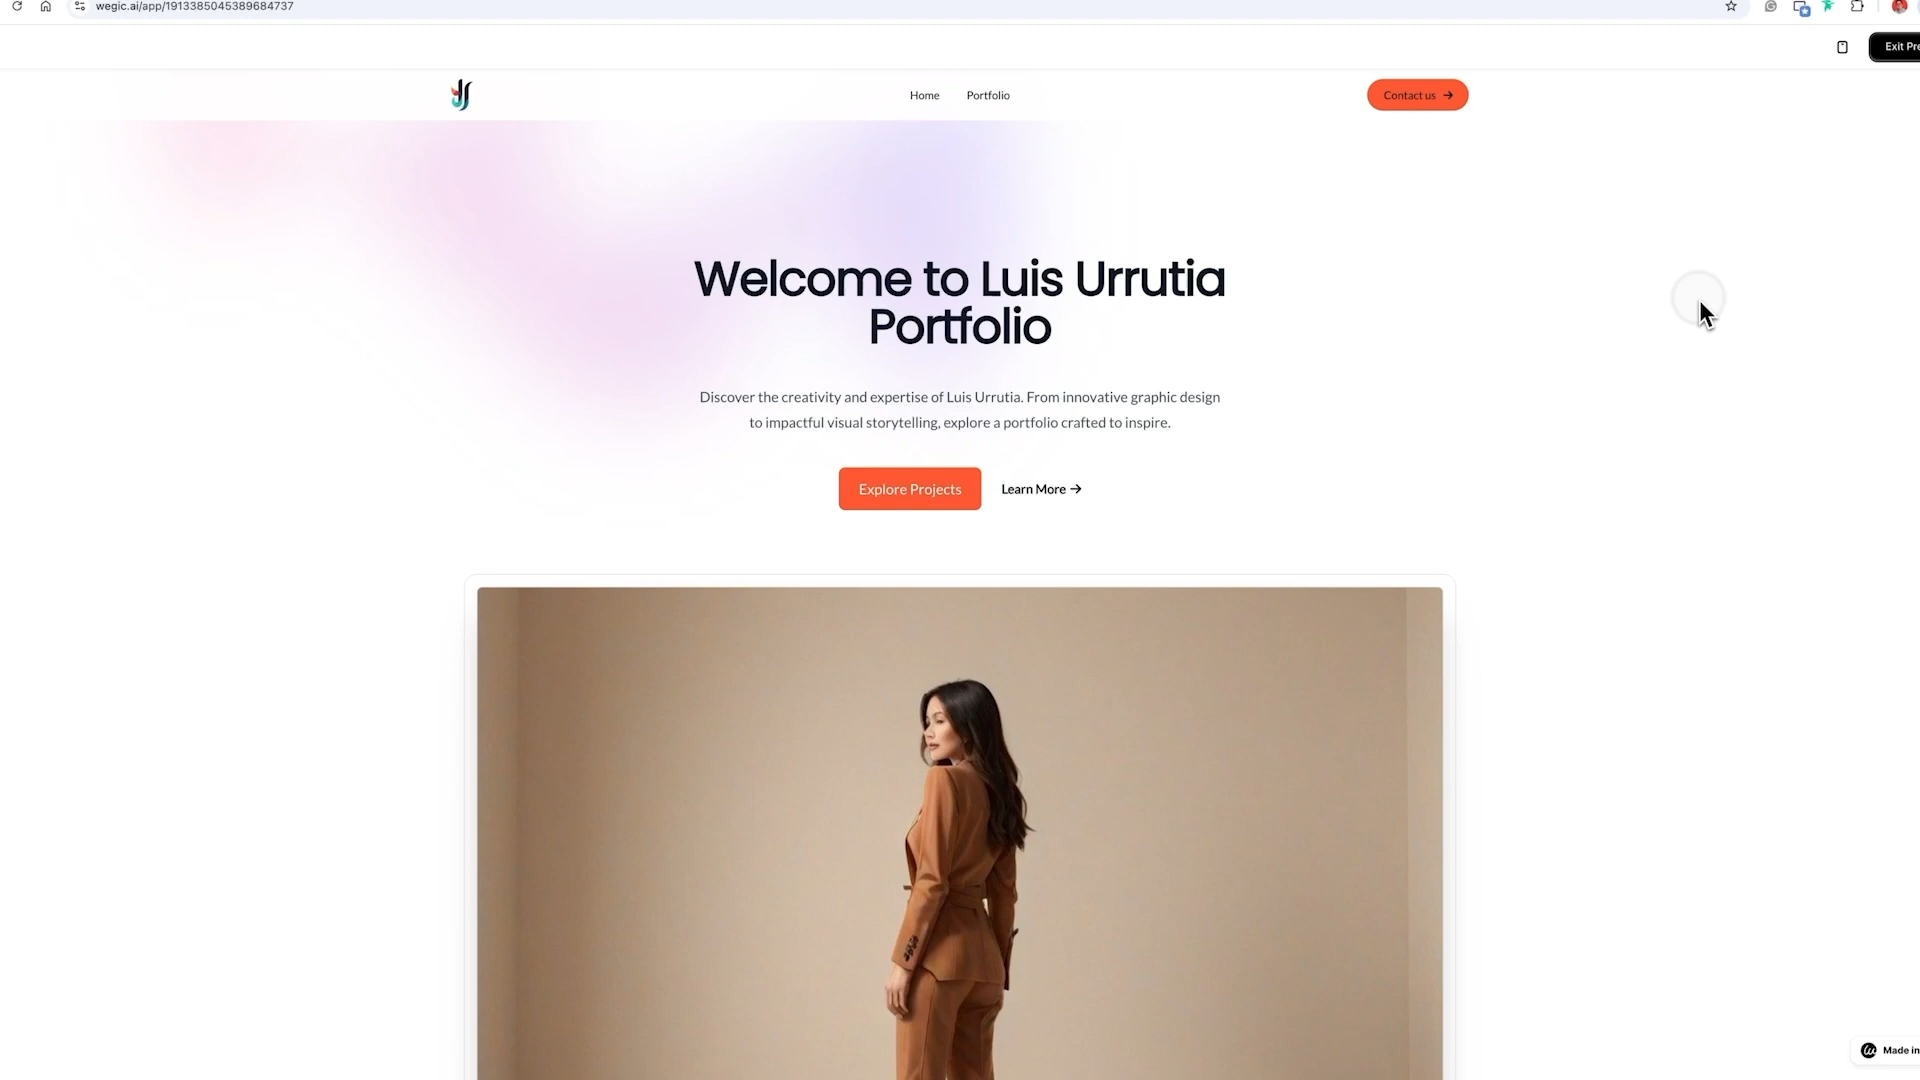 wegic.ai/app/1913385045389684737
Exit Pre
Home
Portfolio
Contact us
Welcome to Luis Urrutia
Portfolio
Discover the creativity and expertise of Luis Urrutia. From innovative graphic design
to impactful visual storytelling, explore a portfolio crafted to inspire.
Explore Projects
Learn More
Made in